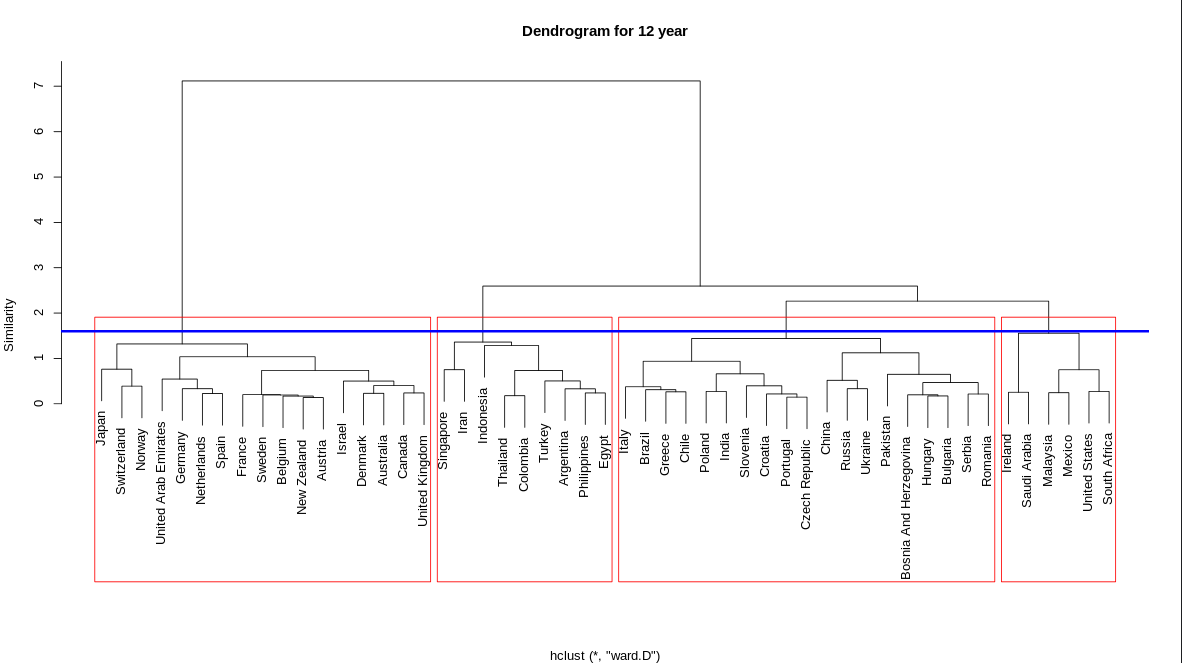 Dendrogram for 12 year
Similarity
7
6
5
4
3
2
1
0
Japan
Switzerland
Norway
United Arab Emirates
Germany
Netherlands
Spain
France
Sweden
Belgium
New Zealand
Austria
Israel
Denmark
Australia
Canada
United Kingdom
Singapore
Iran
Indonesia
Thailand
Colombia
Turkey
Argentina
Philippines
Egypt
Italy
Brazil
Greece
Chile
Poland
India
Slovenia
Croatia
Portugal
Czech Republic
China
Russia
Ukraine
Pakistan
Bosnia And Herzegovina
Hungary
Bulgaria
Serbia
Romania
Ireland
Saudi Arabia
Malaysia
Mexico
United States
South Africa
hclust (*, "ward.D")